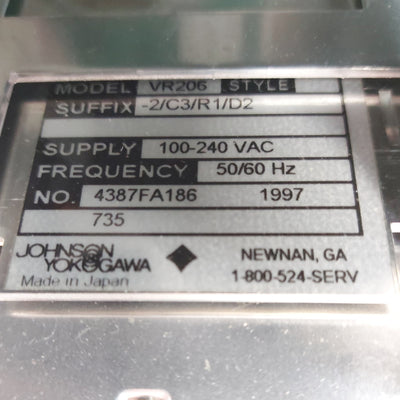 MODEL VR206 STYLE
SUFFIX -2/C3/R1/D2
SUPPLY 100-240 VAC
FREQUENCY 50/60 Hz
NO. 4387FA186 1997
735
JOHNSON
YOKOGAWA
Made in Japan
NEWNAN, GA
1-800-524-SERV